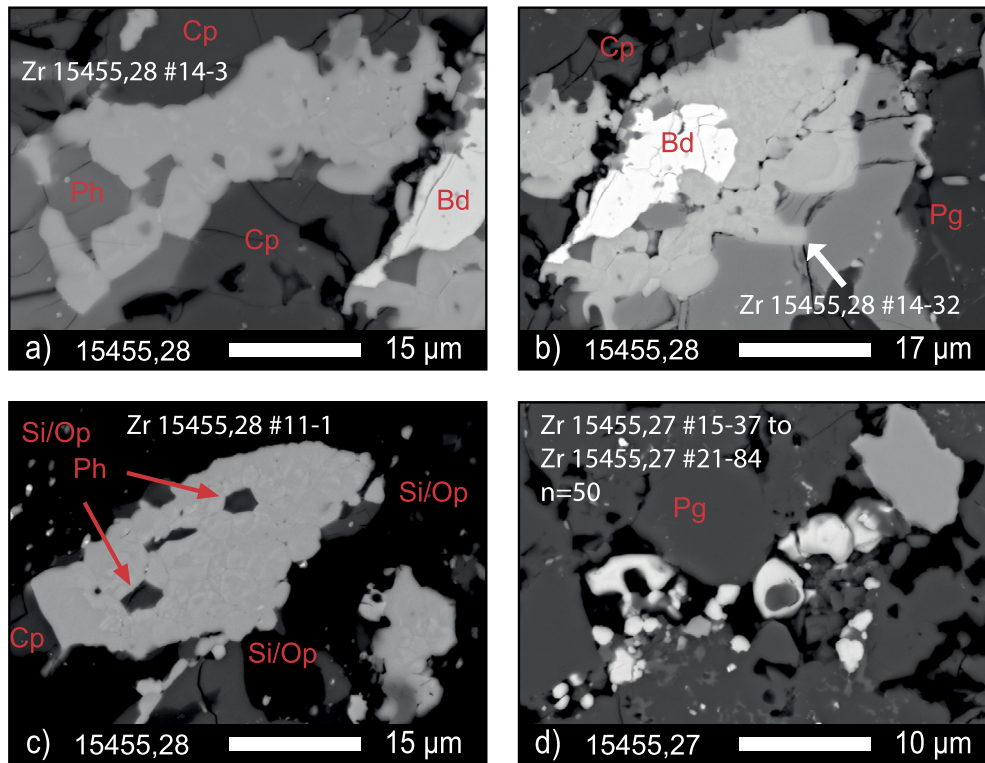 Cp
Zr 15455,28 #14-3
Ph
Bd
Cp
a) 15455,28 15 µm
Cp
Bd
Pg
Zr 15455,28 #14-32
b) 15455,28 17 µm
Zr 15455,28 #11-1
Si/Op
Ph
Si/Op
Cp
Si/Op
c) 15455,28 15 µm
Zr 15455,27 #15-37 to
Zr 15455,27 #21-84
n=50
Pg
d) 15455,27 10 µm